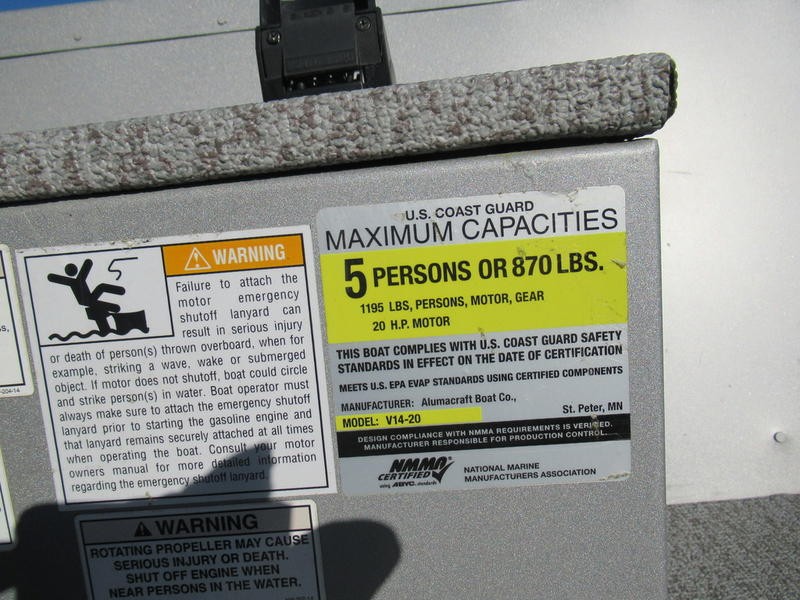 U.S. COAST GUARD
MAXIMUM CAPACITIES
5 PERSONS OR 870 LBS.
1195 LBS, PERSONS, MOTOR, GEAR
20 H.P. MOTOR
THIS BOAT COMPLIES WITH U.S. COAST GUARD SAFETY
STANDARDS IN EFFECT ON THE DATE OF CERTIFICATION
MEETS U.S. EPA EVAP STANDARDS USING CERTIFIED COMPONENTS
MANUFACTURER: Alumacraft Boat Co.,
St. Peter, MN
MODEL: V14-20
DESIGN COMPLIANCE WITH NMMA REQUIREMENTS IS VERIFIED.
MANUFACTURER RESPONSIBLE FOR PRODUCTION CONTROL.
NMMA
CERTIFIED
using ABYC standards
NATIONAL MARINE
MANUFACTURERS ASSOCIATION
WARNING
Failure to attach the
motor emergency
shutoff lanyard can
result in serious injury
or death of person(s) thrown overboard, when for
example, striking a wave, wake or submerged
object. If motor does not shutoff, boat could circle
and strike person(s) in water. Boat operator must
always make sure to attach the emergency shutoff
lanyard prior to starting the gasoline engine and
that lanyard remains securely attached at all times
when operating the boat. Consult your motor
owners manual for more detailed information
regarding the emergency shutoff lanyard.
WARNING
ROTATING PROPELLER MAY CAUSE
SERIOUS INJURY OR DEATH.
SHUT OFF ENGINE WHEN
NEAR PERSONS IN THE WATER.